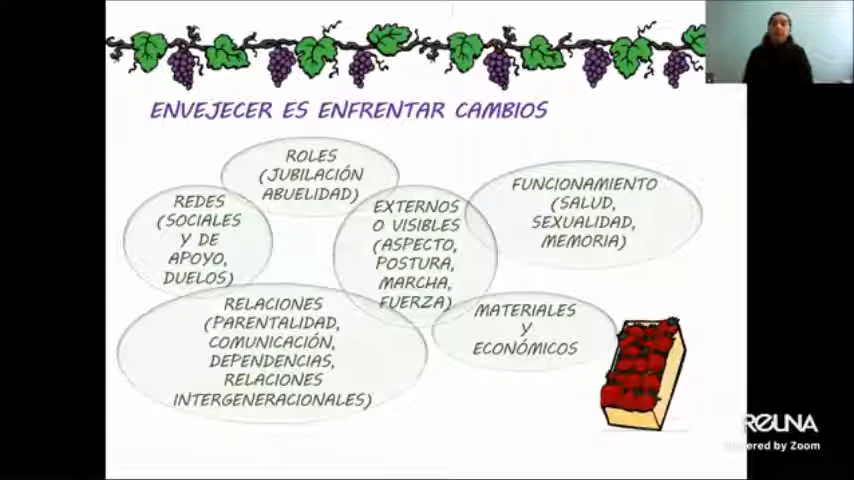 ENVEJECER ES ENFRENTAR CAMBIOS
ROLES
(JUBILACIÓN
ABUELIDAD)
REDES
(SOCIALES
Y DE
APOYO,
DUELOS)
EXTERNOS
O VISIBLES
(ASPECTO,
POSTURA,
MARCHA,
FUERZA)
FUNCIONAMIENTO
(SALUD,
SEXUALIDAD,
MEMORIA)
RELACIONES
(PARENTALIDAD,
COMUNICACIÓN,
DEPENDENCIAS,
RELACIONES
INTERGENERACIONALES)
MATERIALES
Y
ECONÓMICOS
REUNA
by Zoom